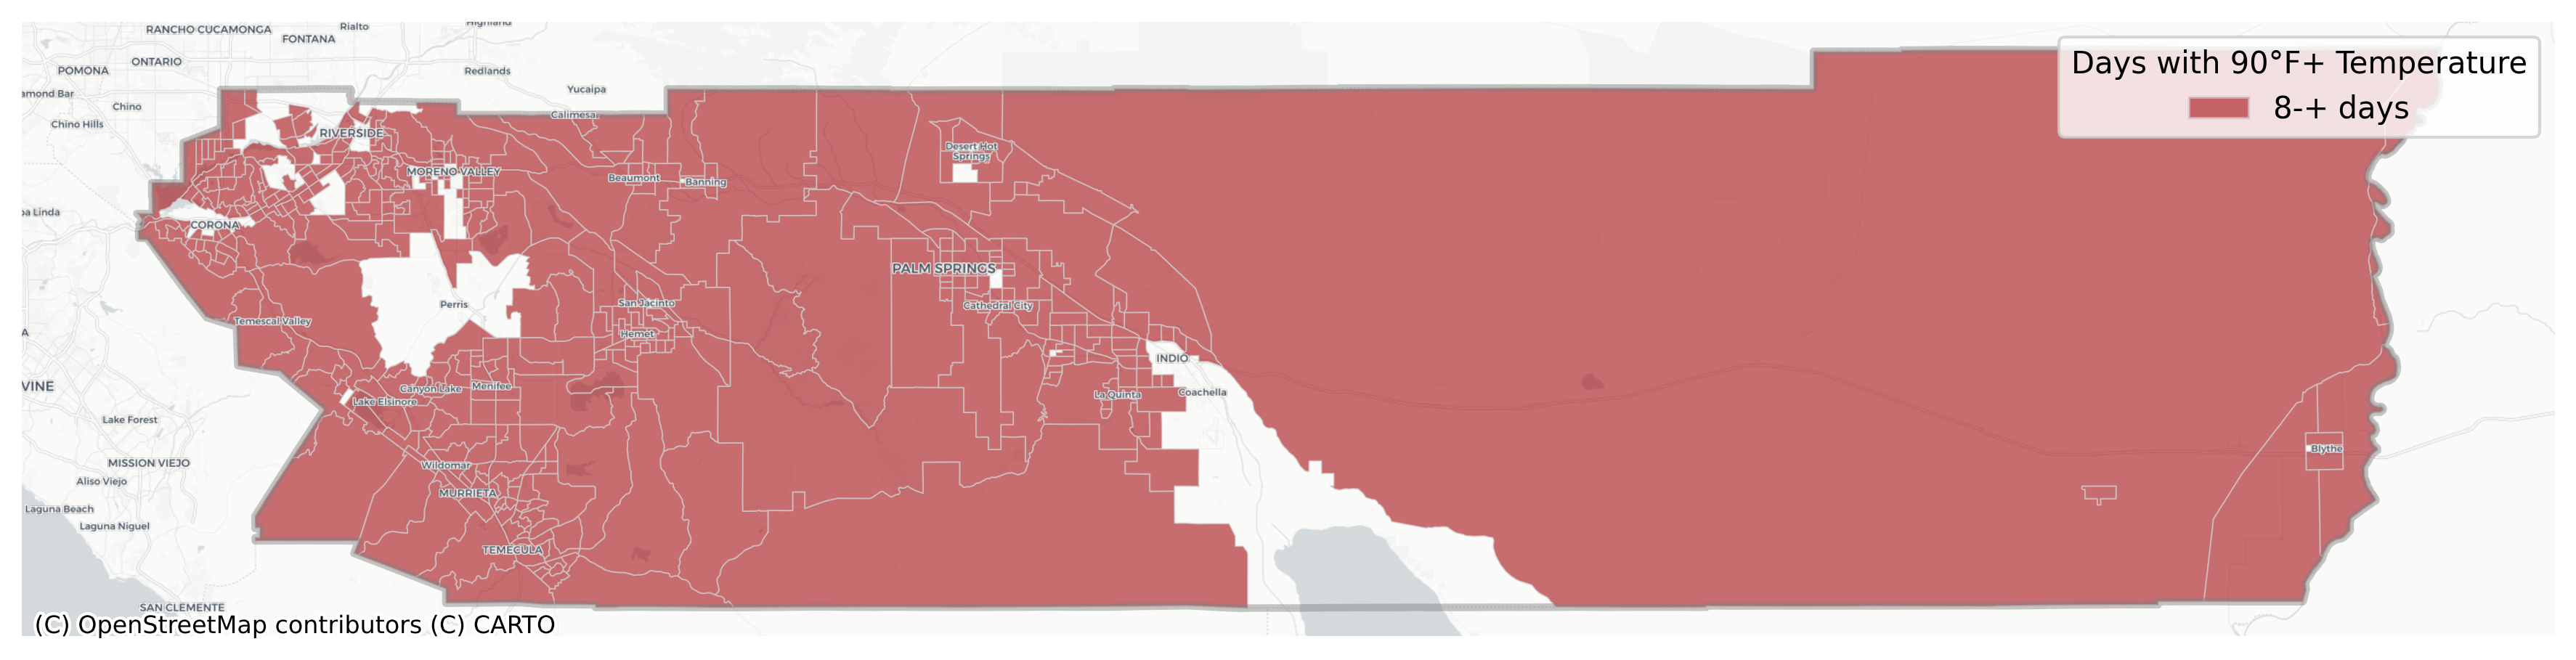 RANCHO CUCAMONGA
Rialto
Highland
FONTANA
ONTARIO
POMONA
Redlands
Yucaipa
amond Bar
Chino
Chino Hills
Calimesa
RIVERSIDE
Days with 90°F+ Temperature
8-+ days
MORENO VALLEY
Beaumont
Banning
Desert Hot
Springs
ba Linda
CORONA
PALM SPRINGS
Perris
San Jacinto
Cathedral City
Temescal Valley
Hemet
INDIO
VINE
Canyon Lake
Menifee
Lake Elsinore
La Quinta
Coachella
Lake Forest
Blythe
MISSION VIEJO
Wildomar
Aliso Viejo
MURRIETA
Laguna Beach
Laguna Niguel
TEMECULA
SAN CLEMENTE
(C) OpenStreetMap contributors (C) CARTO